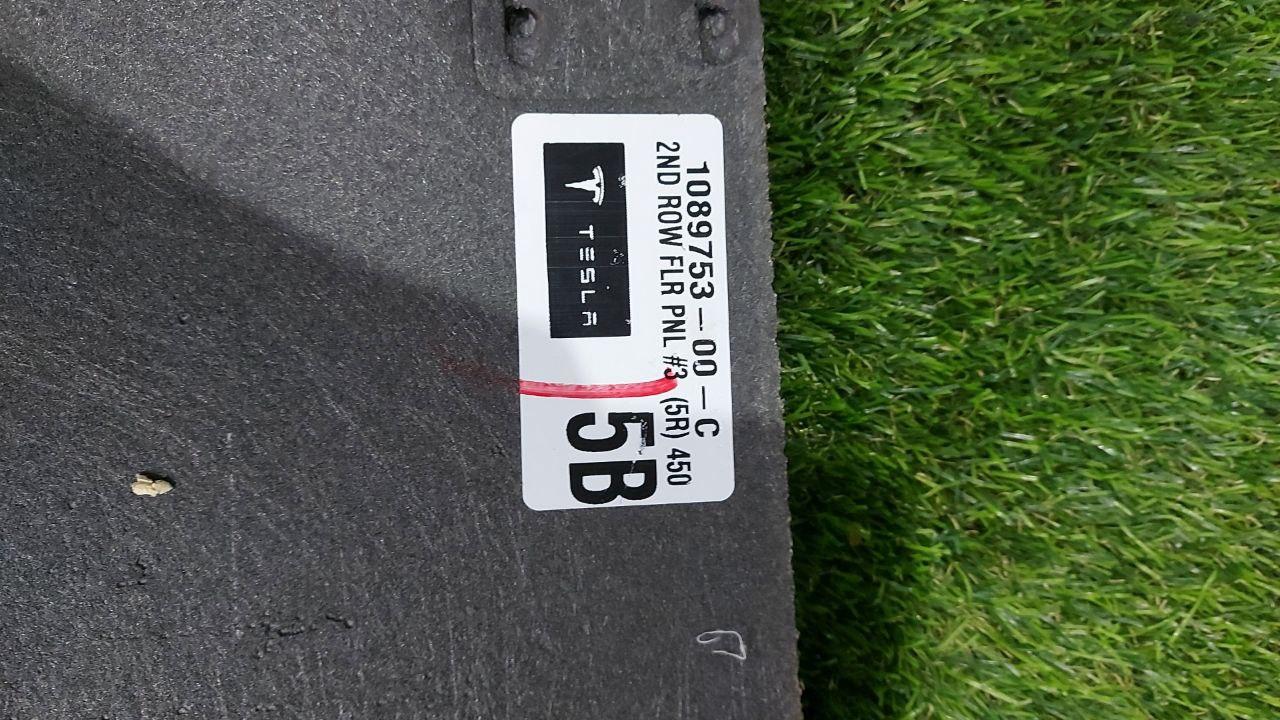 1089753-00-C
2ND ROW FLR PNL #3 (5R) 450
TESLA
5B